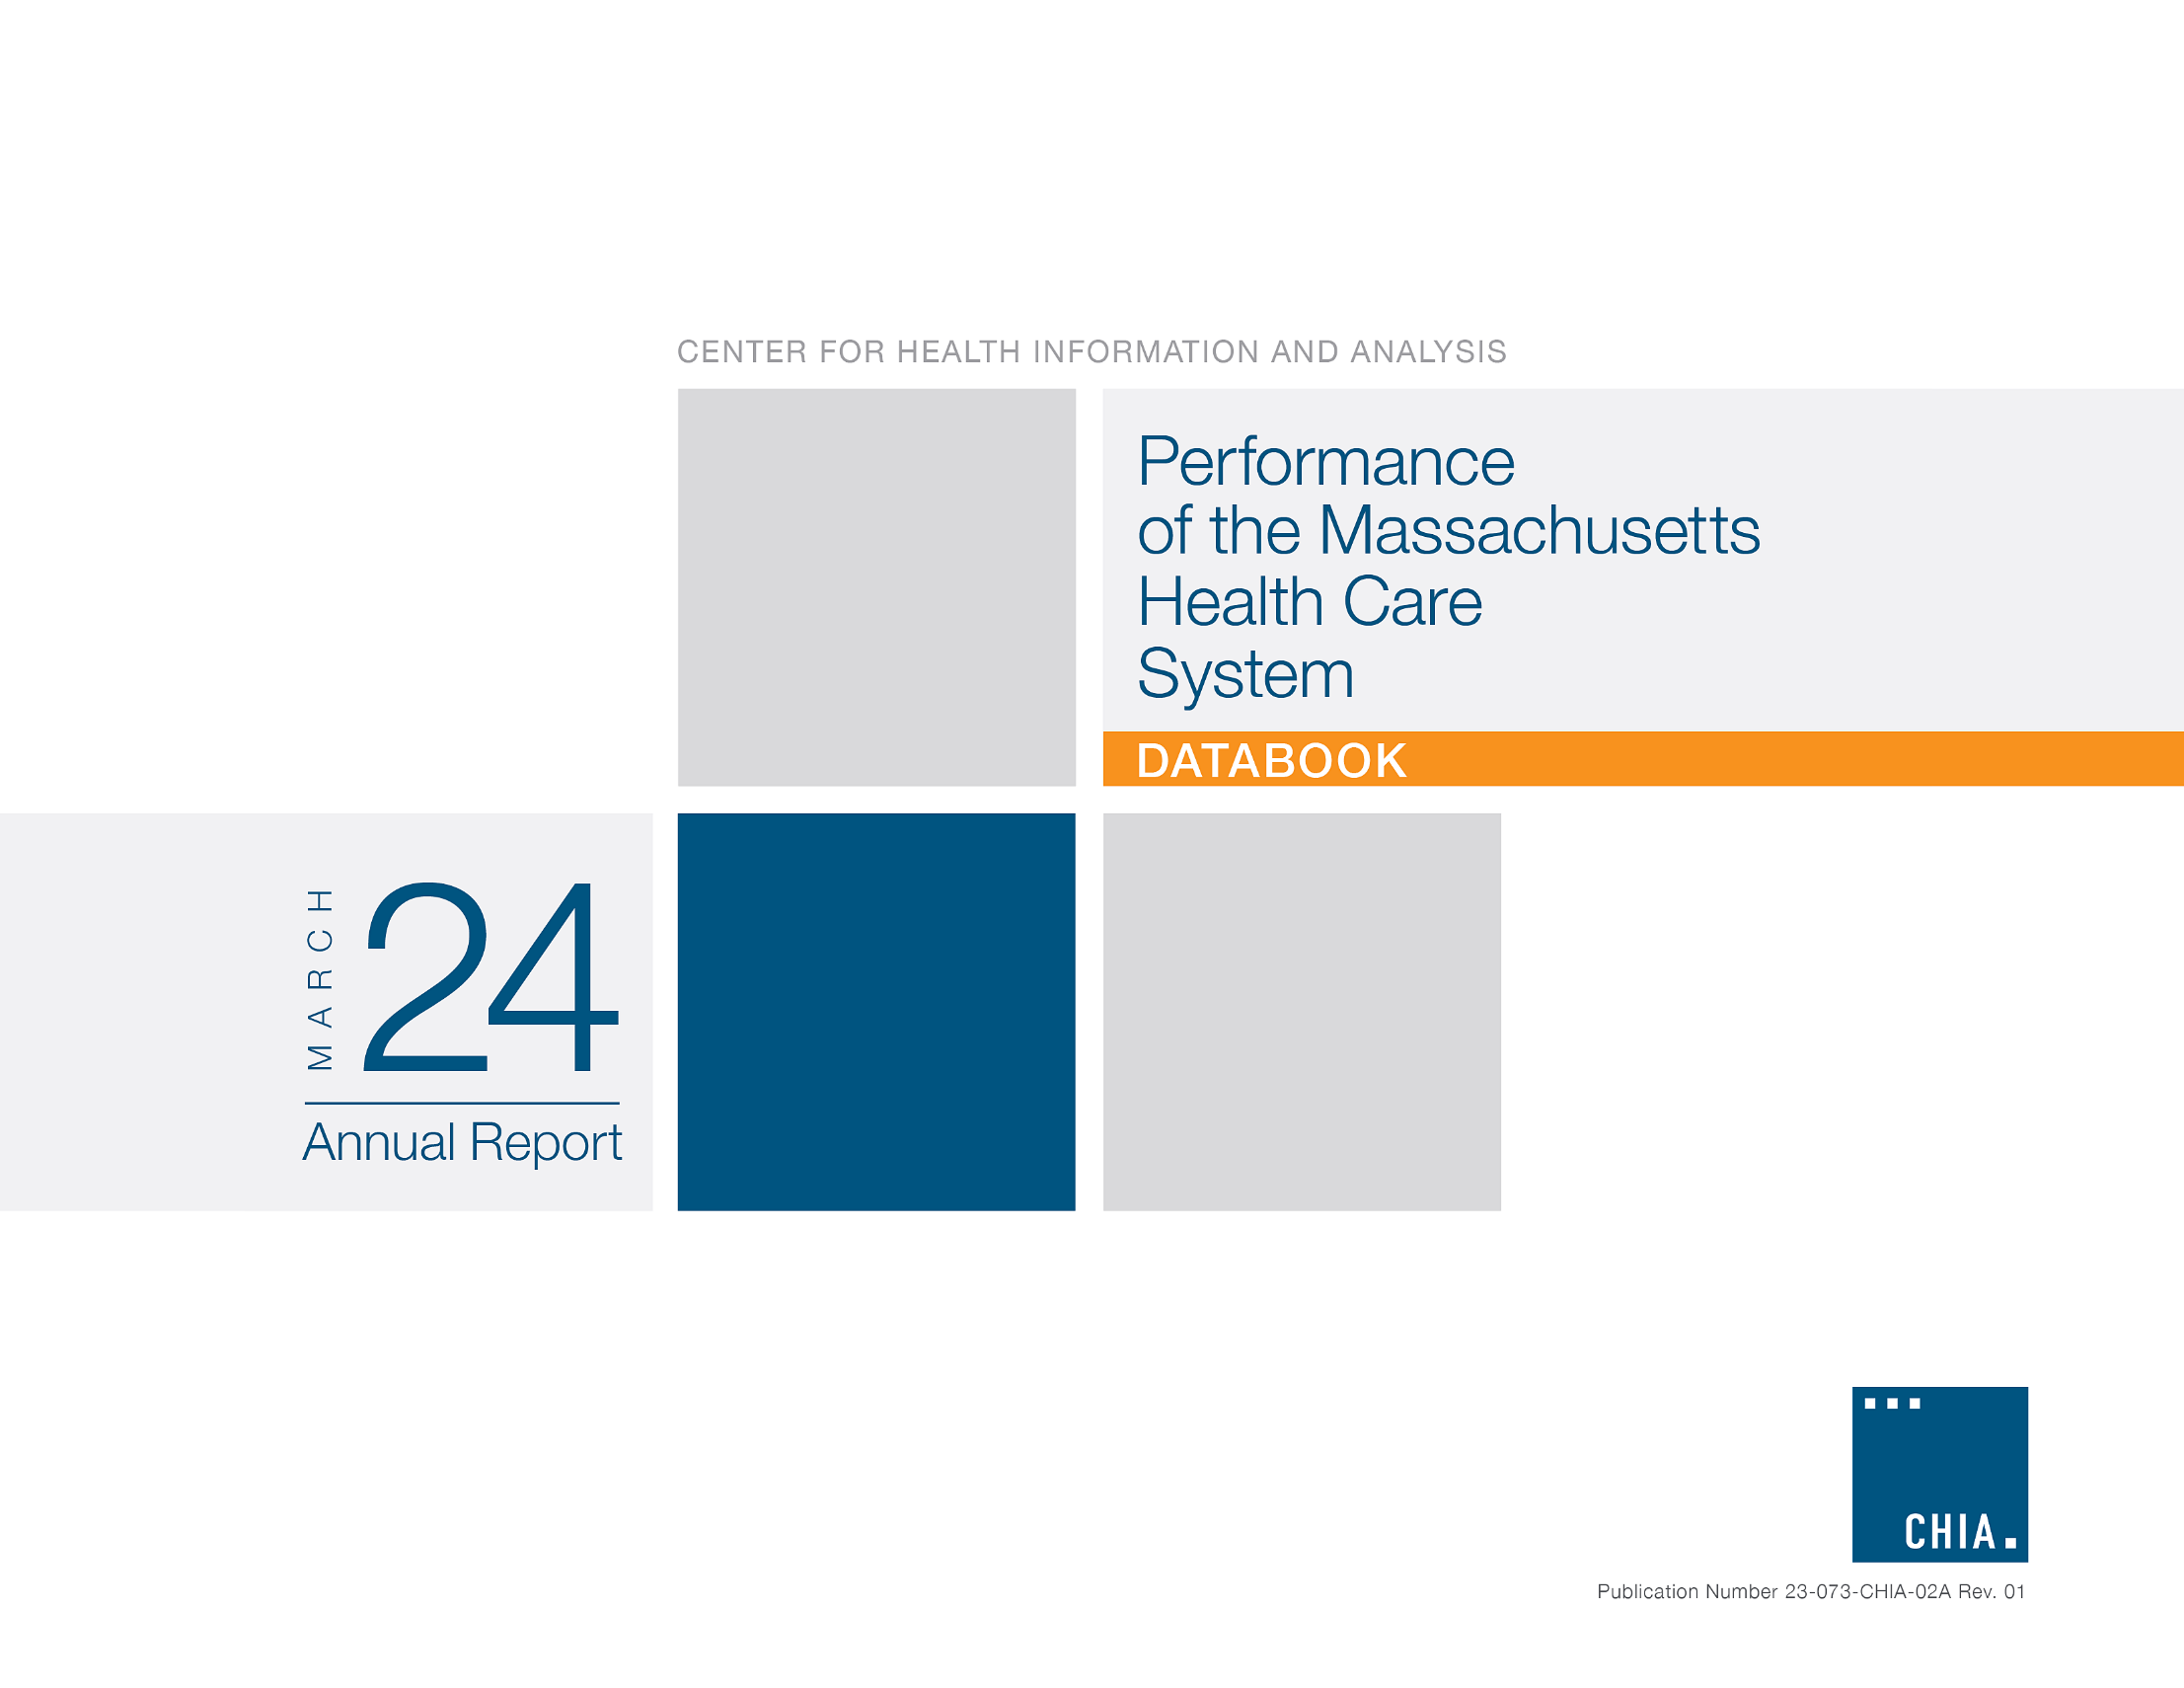 CENTER FOR HEALTH INFORMATION AND ANALYSIS
Performance
of the Massachusetts
Health Care
System
DATABOOK
MARCH
24
Annual Report
CHIA.
Publication Number 23-073-CHIA-02A Rev. 01